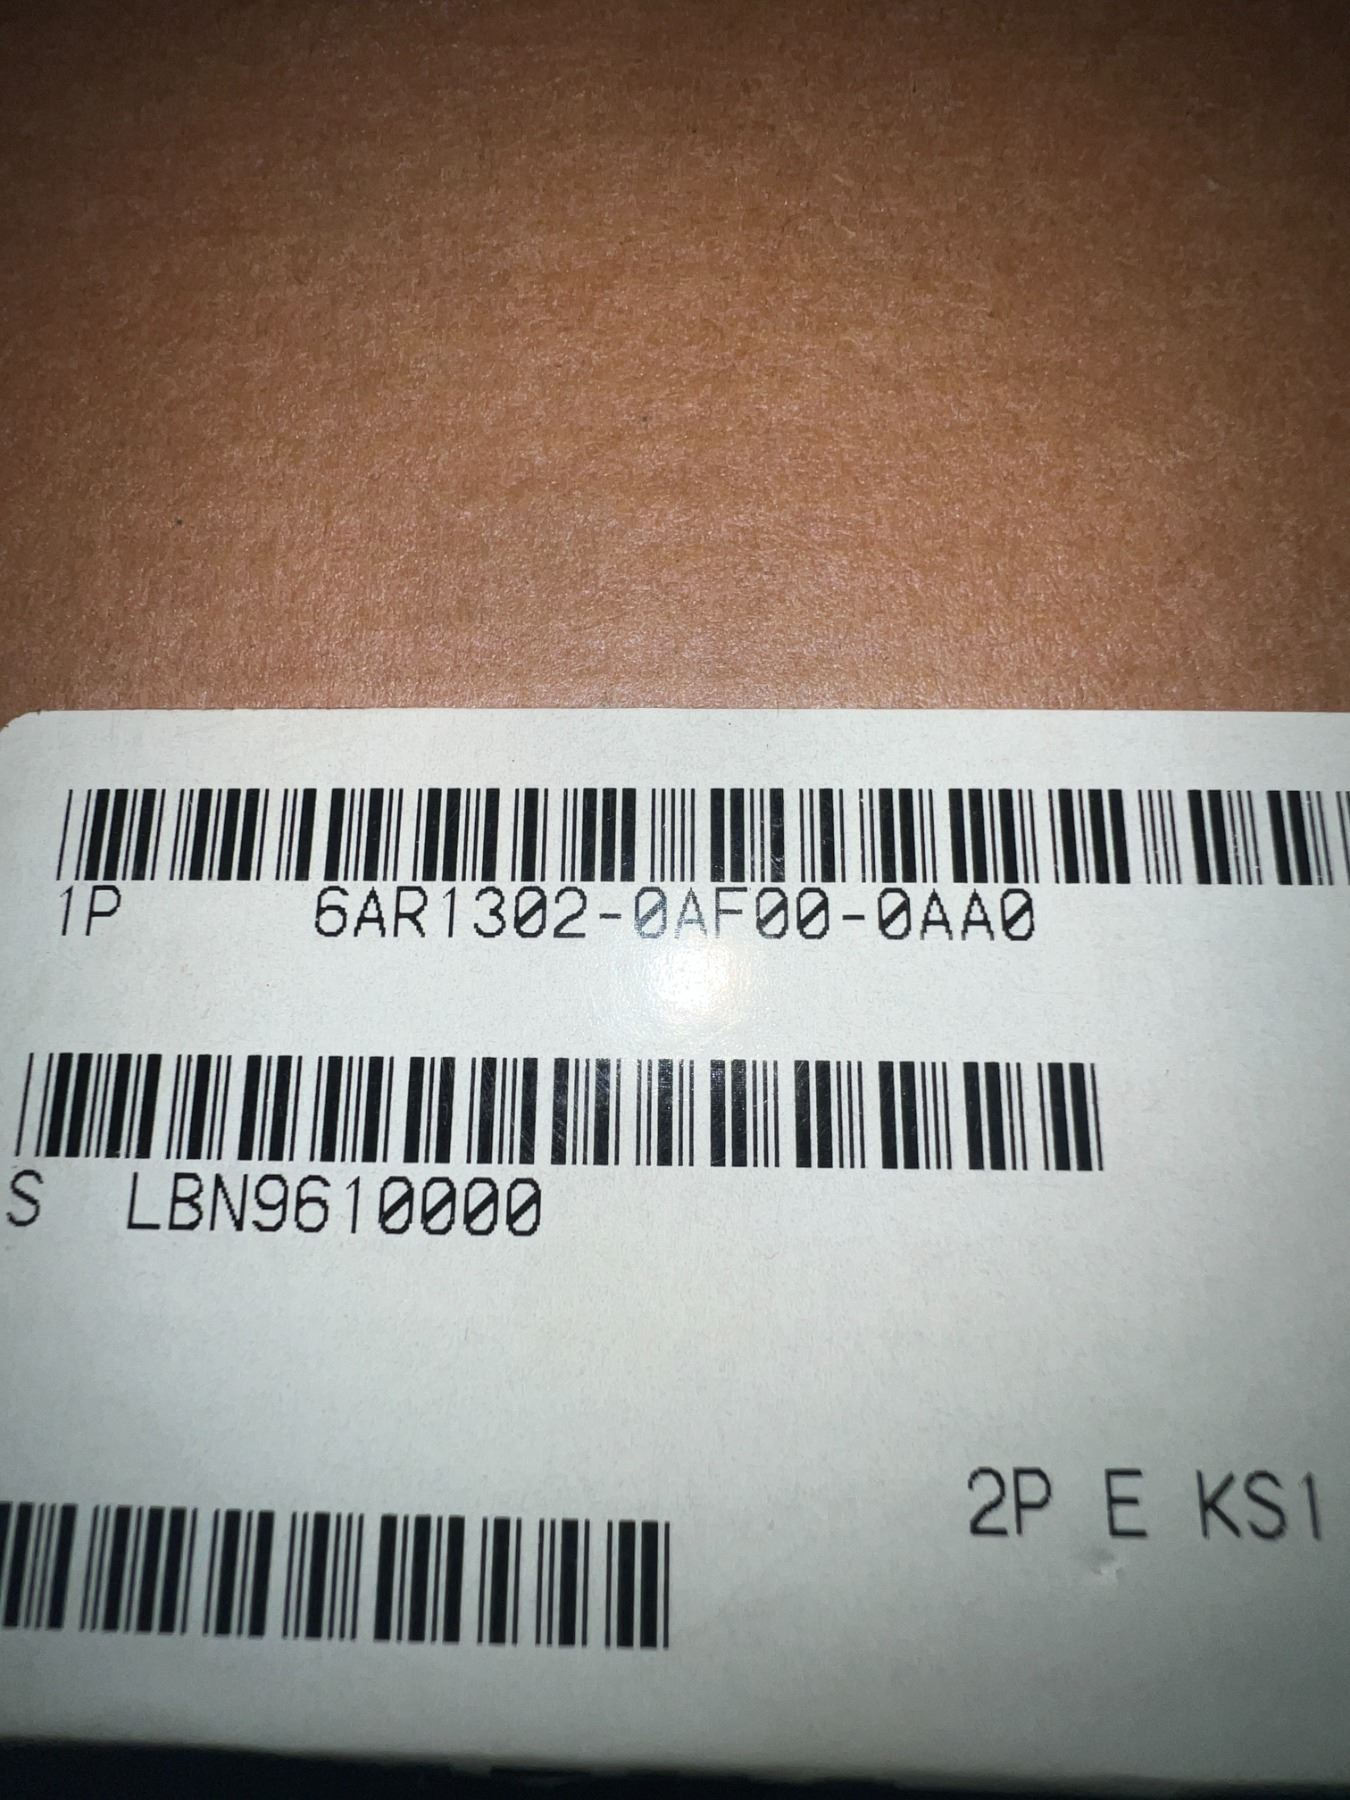 1P 6AR1302-0AF00-0AA0
S LBN9610000
2P E KS1